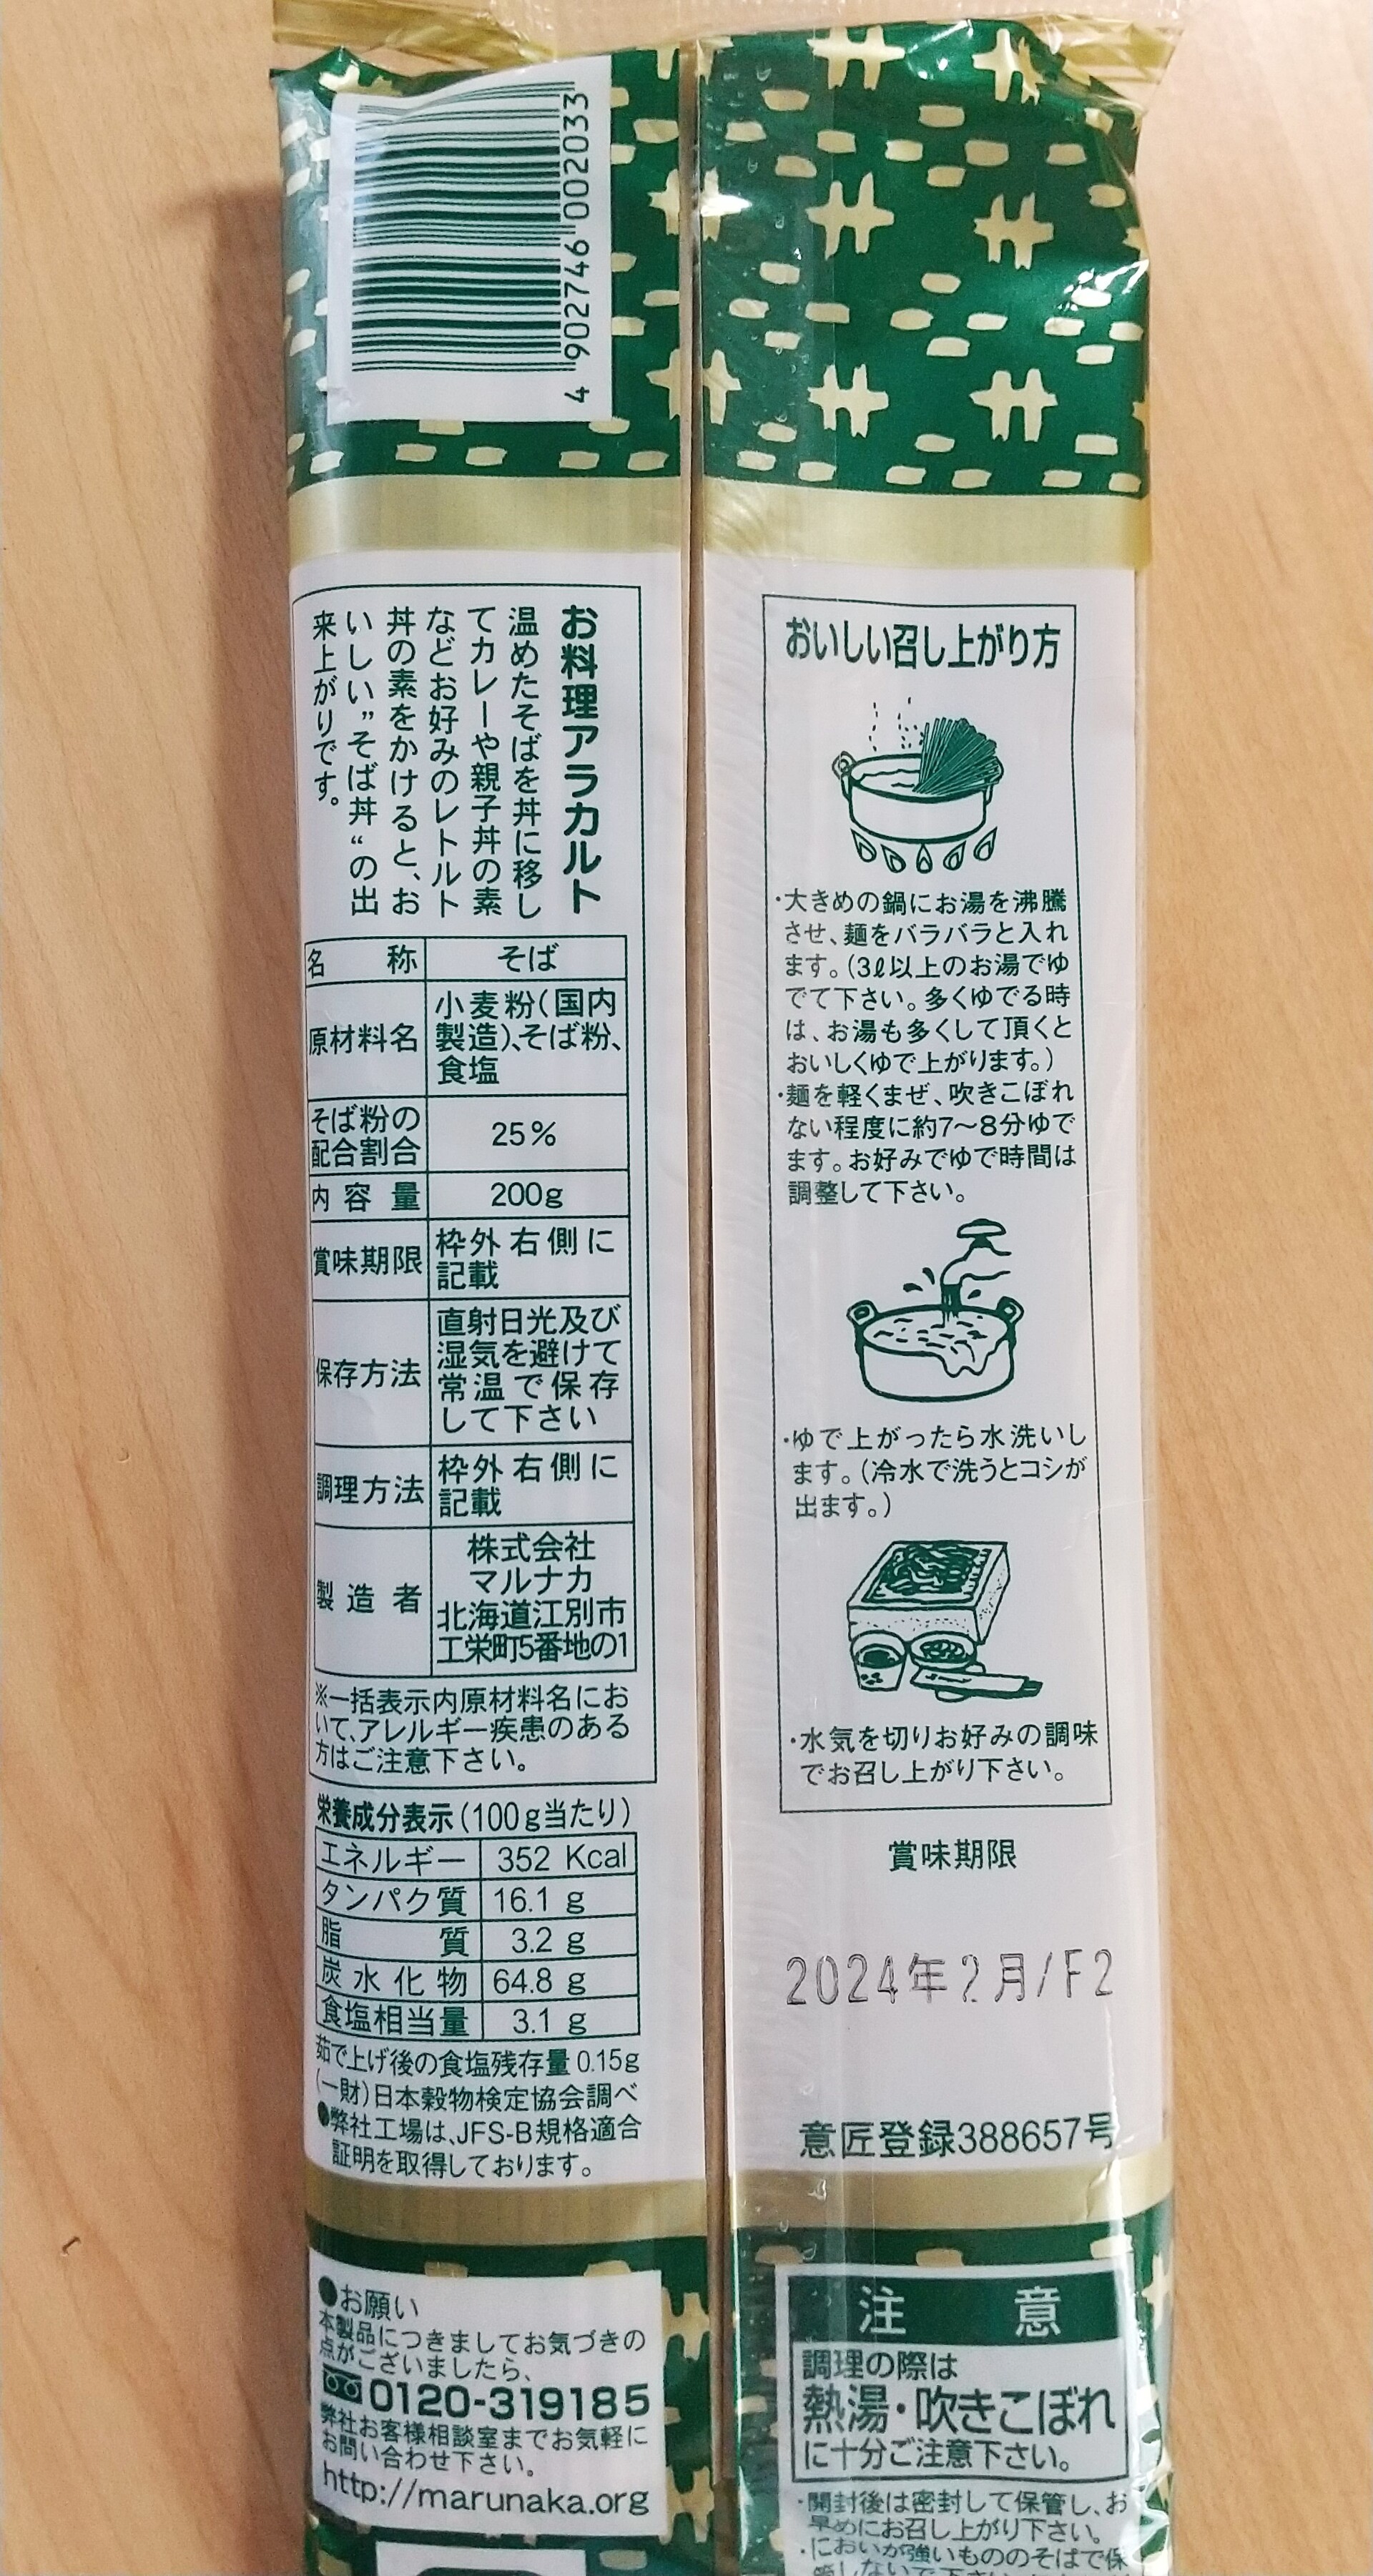 4 902746 002033
お料理アラカルト
温めたそばを丼に移し
てカレーや親子丼の素
などお好みのレトルト
丼の素をかけると、お
いしい”そば丼“の出
来上がりです。
名称 そば
原材料名 小麦粉(国内
製造)、そば粉、
食塩
そば粉の
配合割合 25%
内容量 200g
賞味期限 枠外右側に
記載
保存方法 直射日光及び
湿気を避けて
常温で保存
して下さい
調理方法 枠外右側に
記載
製造者 株式会社
マルナカ
北海道江別市
工栄町5番地の1
※一括表示内原材料名にお
いて、アレルギー疾患のある
方はご注意下さい。
栄養成分表示(100g当たり)
エネルギー 352 Kcal
タンパク質 16.1 g
脂質 3.2 g
炭水化物 64.8 g
食塩相当量 3.1 g
茹で上げ後の食塩残存量0.15g
(一財)日本穀物検定協会調べ
●弊社工場は、JFS-B規格適合
証明を取得しております。
●お願い
本製品につきましてお気づきの
点がございましたら、
0120-319185
弊社お客様相談室までお気軽に
お問い合わせ下さい。
http://marunaka.org
おいしい召し上がり方
・大きめの鍋にお湯を沸騰
させ、麺をバラバラと入れ
ます。(3ℓ以上のお湯でゆ
でて下さい。多くゆでる時
は、お湯も多くして頂くと
おいしくゆで上がります。)
・麺を軽くまぜ、吹きこぼれ
ない程度に約7〜8分ゆで
ます。お好みでゆで時間は
調整して下さい。
・ゆで上がったら水洗いし
ます。(冷水で洗うとコシが
出ます。)
・水気を切りお好みの調味
でお召し上がり下さい。
賞味期限
2024年2月/F2
意匠登録388657号
注意
調理の際は
熱湯・吹きこぼれ
に十分ご注意下さい。
・開封後は密封して保管し、お
早めにお召し上がり下さい。
・においが強いもののそばで保
管しないで下さい